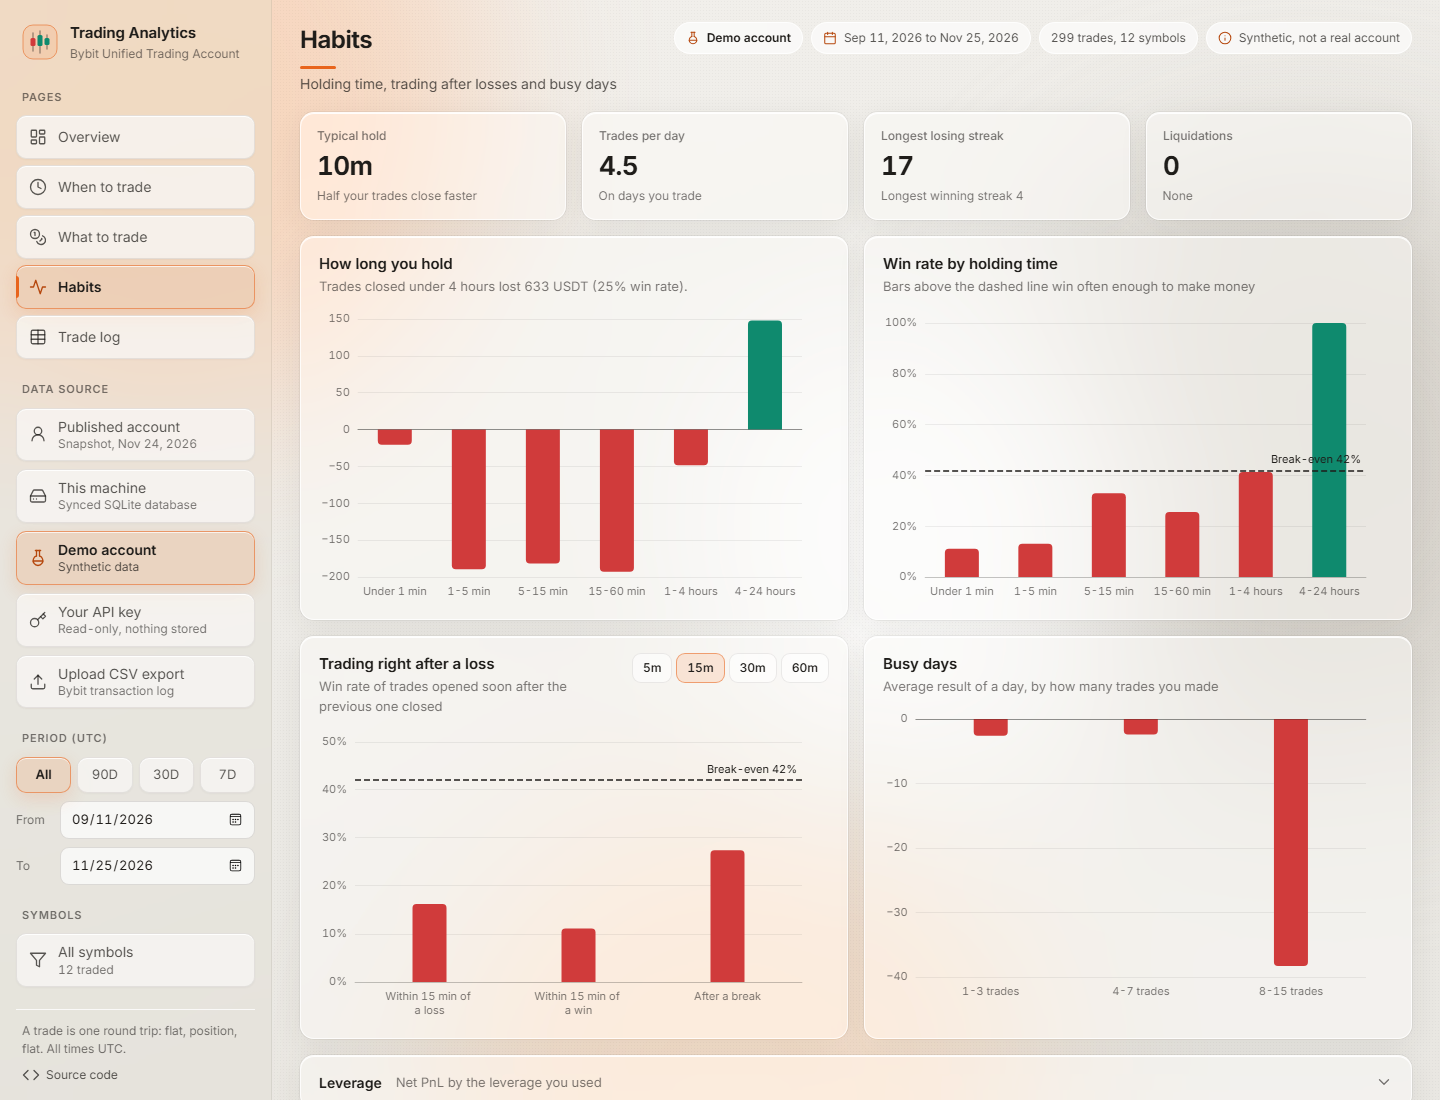 Trading Analytics
Bybit Unified Trading Account
PAGES
Overview
When to trade
What to trade
Habits
Trade log
DATA SOURCE
Published account
Snapshot, Nov 24, 2026
This machine
Synced SQLite database
Demo account
Synthetic data
Your API key
Read-only, nothing stored
Upload CSV export
Bybit transaction log
PERIOD (UTC)
All 90D 30D 7D
From 09/11/2026
To 11/25/2026
SYMBOLS
All symbols
12 traded
A trade is one round trip: flat, position,
flat. All times UTC.
Source code
Habits
Holding time, trading after losses and busy days
Demo account
Sep 11, 2026 to Nov 25, 2026
299 trades, 12 symbols
Synthetic, not a real account
Typical hold
10m
Half your trades close faster
Trades per day
4.5
On days you trade
Longest losing streak
17
Longest winning streak 4
Liquidations
0
None
How long you hold
Trades closed under 4 hours lost 633 USDT (25% win rate).
150
100
50
0
−50
−100
−150
−200
Under 1 min 1-5 min 5-15 min 15-60 min 1-4 hours 4-24 hours
Win rate by holding time
Bars above the dashed line win often enough to make money
100%
80%
60%
Break-even 42%
40%
20%
0%
Under 1 min 1-5 min 5-15 min 15-60 min 1-4 hours 4-24 hours
Trading right after a loss
Win rate of trades opened soon after the
previous one closed
5m 15m 30m 60m
50%
Break-even 42%
40%
30%
20%
10%
0%
Within 15 min of
a loss
Within 15 min of
a win
After a break
Busy days
Average result of a day, by how many trades you made
0
−10
−20
−30
−40
1-3 trades 4-7 trades 8-15 trades
Leverage Net PnL by the leverage you used